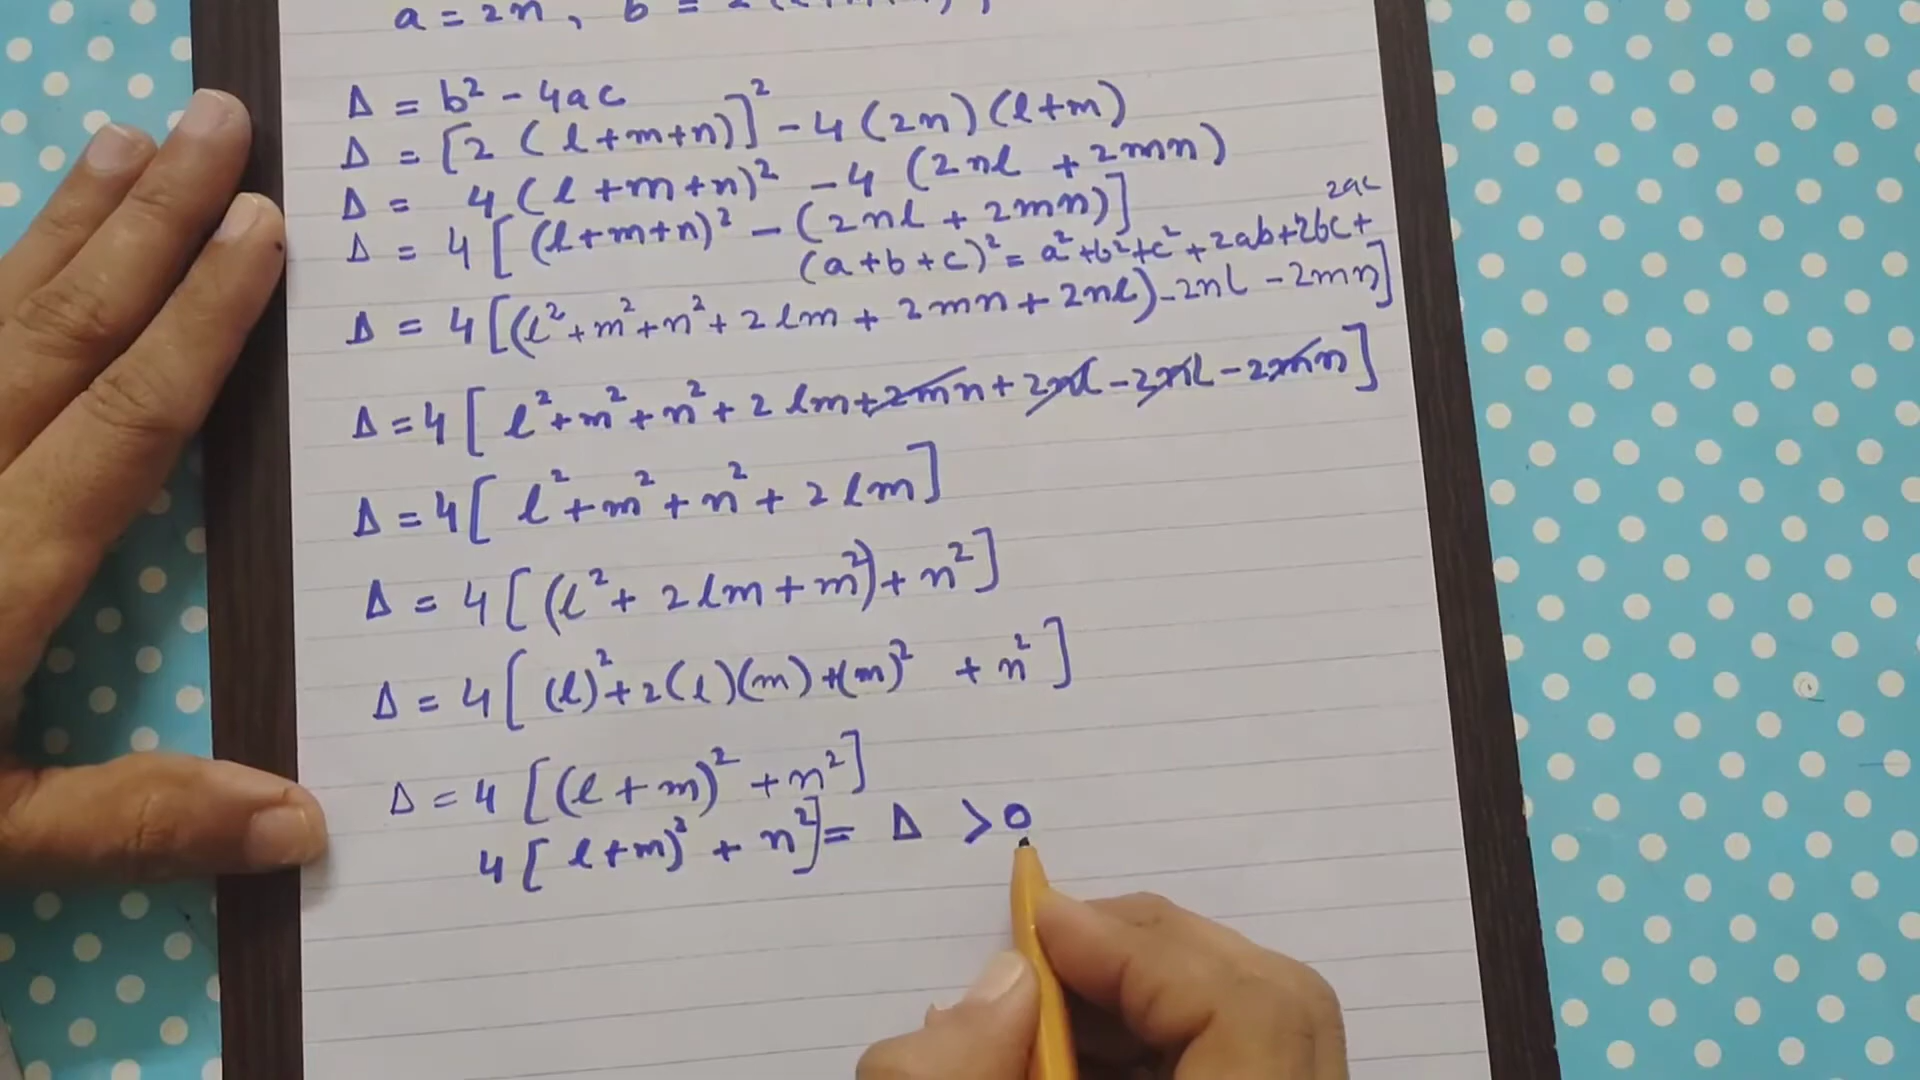 a = 2n, b = 2
Δ = b² - 4ac
Δ = [2 (l+m+n)]² - 4(2n)(l+m)
Δ = 4(l+m+n)² - 4(2nl + 2mn)
Δ = 4[(l+m+n)² - (2nl + 2mn)]
(a+b+c)² = a²+b²+c²+2ab+2bc+2ac
Δ = 4[(l²+m²+n²+2lm+2mn+2nl)-2nl-2mn]
Δ = 4[l²+m²+n²+2lm+2mn+2nl-2nl-2mn]
Δ = 4[l²+m²+n²+2lm]
Δ = 4[(l²+2lm+m²)+n²]
Δ = 4[(l)²+2(l)(m)+(m)² + n²]
Δ = 4[(l+m)²+n²]
4[l+m)² + n²] = Δ > 0